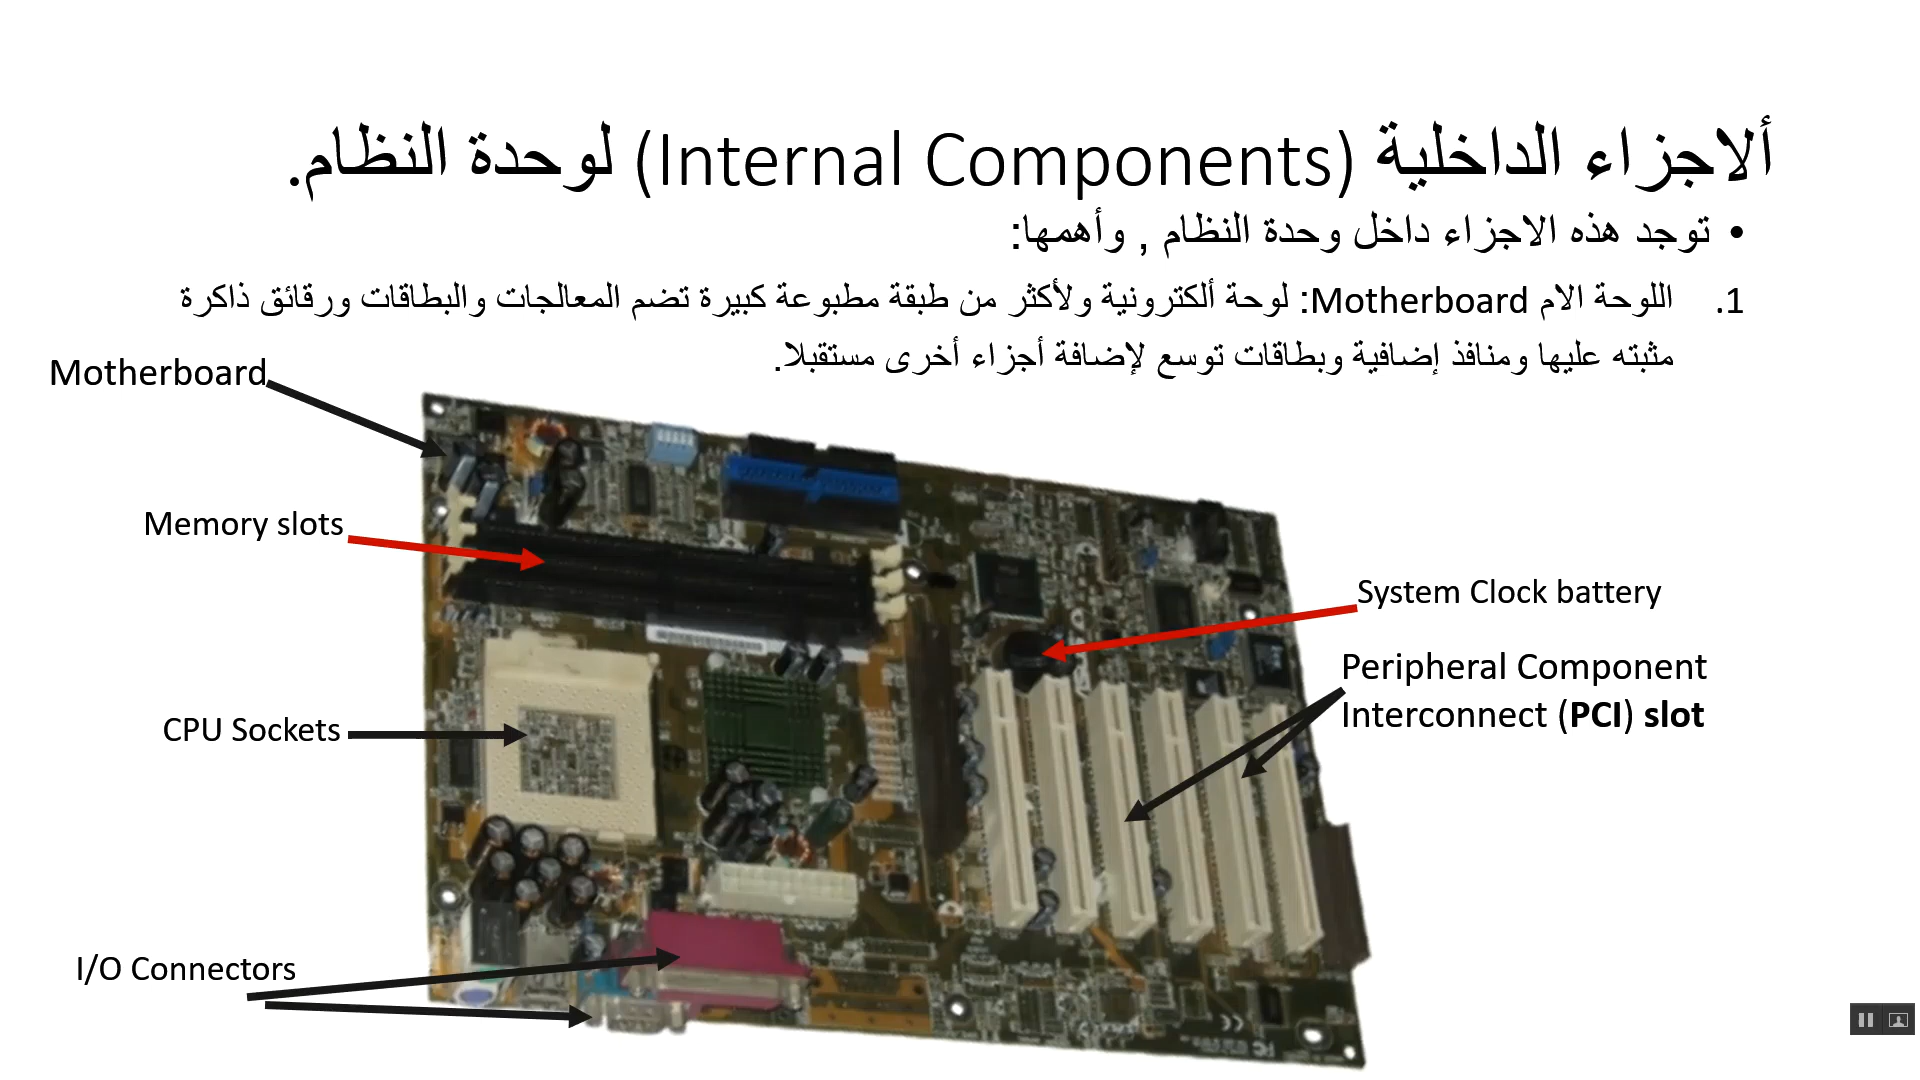 ألاجزاء الداخلية (Internal Components) لوحدة النظام.
• توجد هذه الاجزاء داخل وحدة النظام , وأهمها:
1. اللوحة الام Motherboard: لوحة ألكترونية ولأكثر من طبقة مطبوعة كبيرة تضم المعالجات والبطاقات ورقائق ذاكرة
مثبته عليها ومنافذ إضافية وبطاقات توسع لإضافة أجزاء أخرى مستقبلا.
Motherboard
Memory slots
System Clock battery
Peripheral Component
Interconnect (PCI) slot
CPU Sockets
I/O Connectors